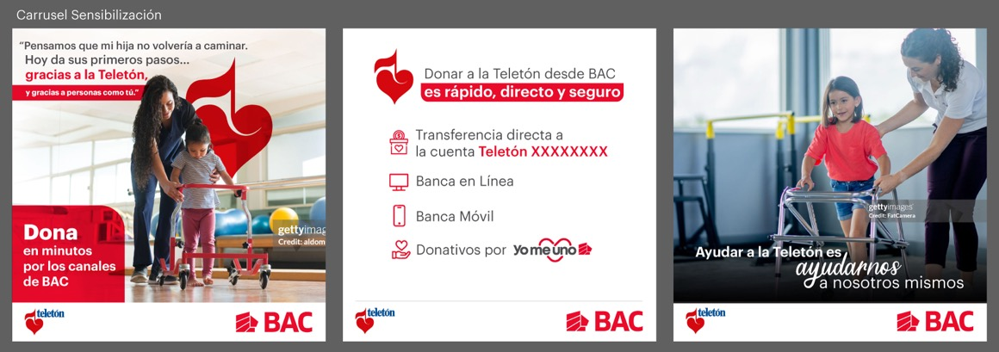 Carrusel Sensibilización
“Pensamos que mi hija no volvería a caminar.
Hoy da sus primeros pasos...
gracias a la Teletón,
y gracias a personas como tú.”
gettyimages
Credit: aldom
Dona
en minutos
por los canales
de BAC
teletón
BAC
Donar a la Teletón desde BAC
es rápido, directo y seguro
Transferencia directa a
la cuenta Teletón XXXXXXXX
Banca en Línea
Banca Móvil
Donativos por yo me uno
teletón
BAC
gettyimages
Credit: FatCamera
Ayudar a la Teletón es
ayudarnos
a nosotros mismos
teletón
BAC